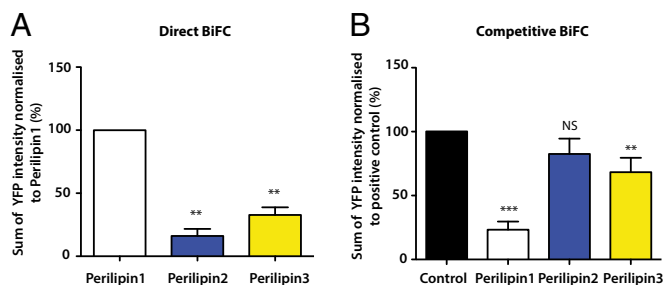 A
Direct BiFC
Sum of YFP intensity normalised
to Perilipin1 (%)
150
100
50
0
**
**
Perilipin1 Perilipin2 Perilipin3
B
Competitive BiFC
Sum of YFP intensity normalised
to positive control (%)
150
100
50
0
***
NS
**
Control Perilipin1 Perilipin2 Perilipin3